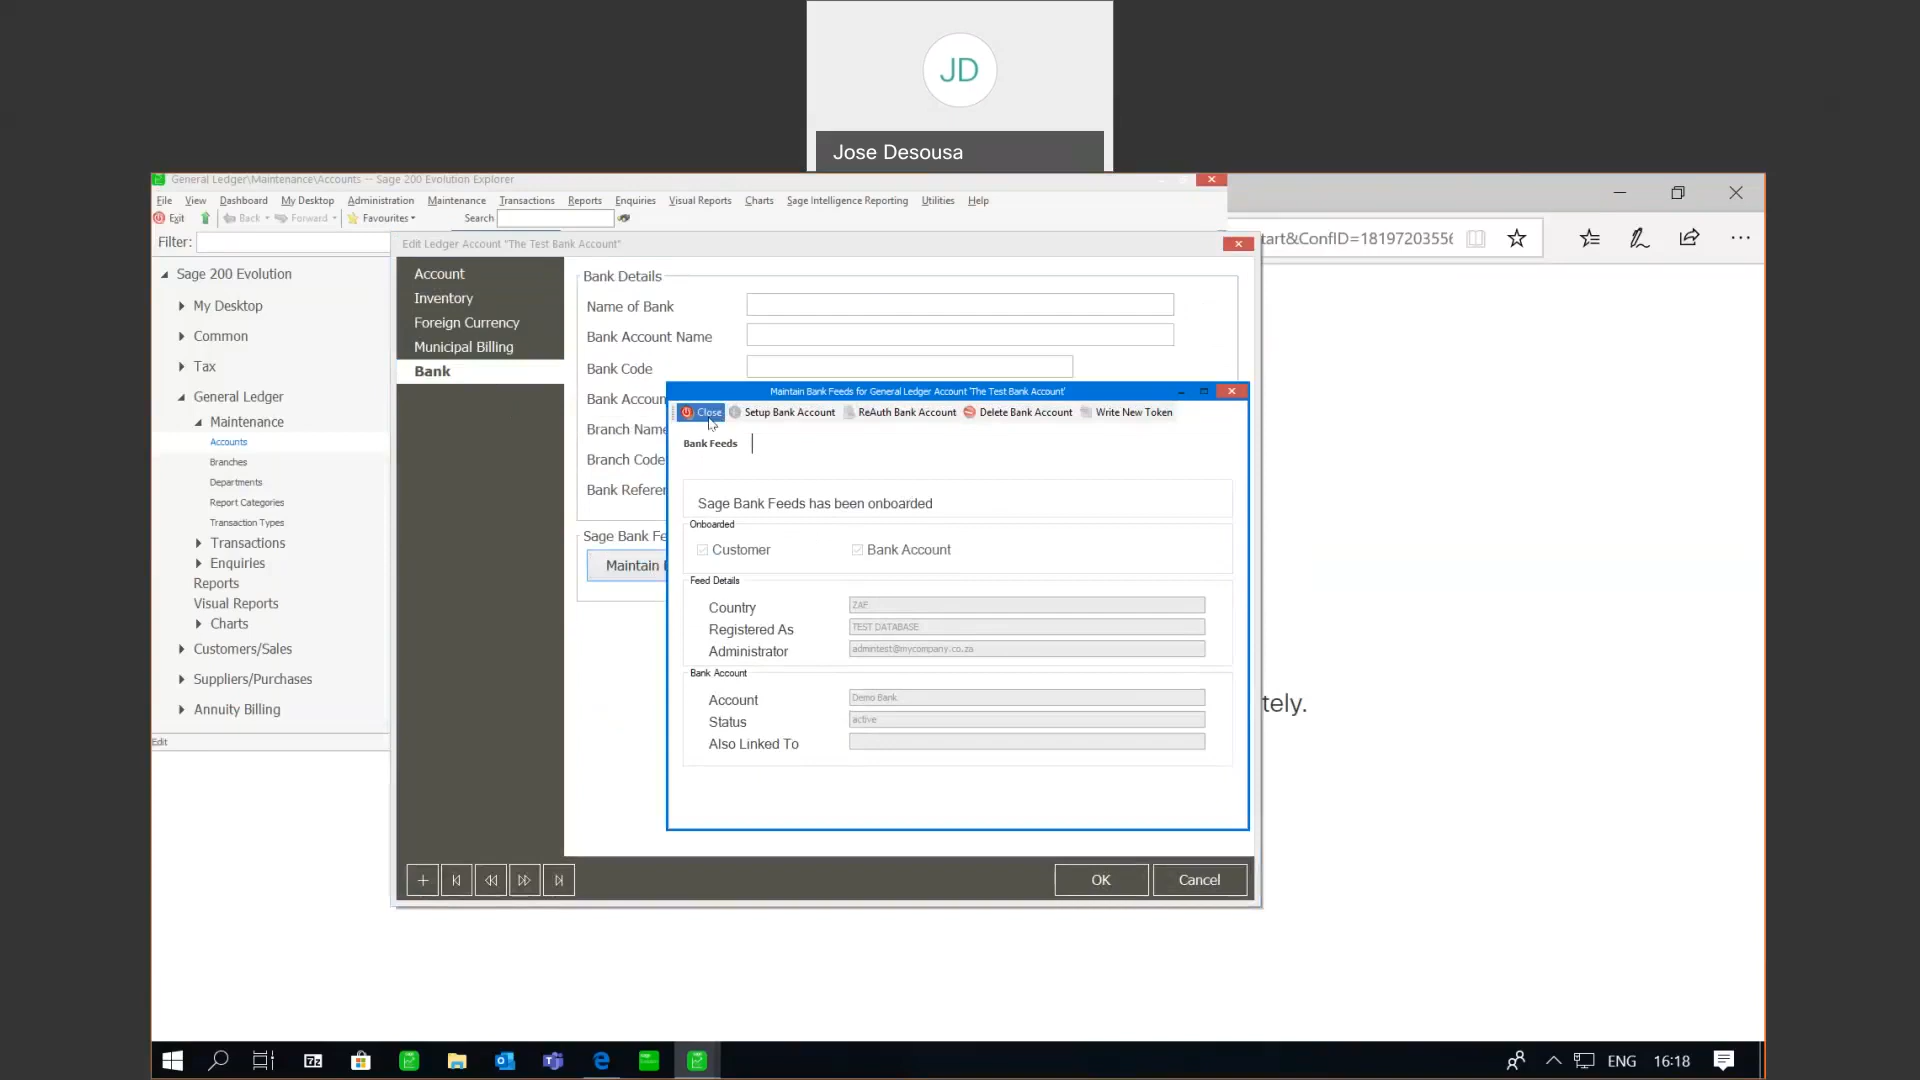 JD
Jose Desousa
General Ledger\Maintenance\Accounts -- Sage 200 Evolution Explorer
File View Dashboard My Desktop Administration Maintenance Transactions Reports Enquiries Visual Reports Charts Sage Intelligence Reporting Utilities Help
Exit Back Forward Favourites Search
Filter:
tart&ConfID=1819720355
Sage 200 Evolution
My Desktop
Common
Tax
General Ledger
Maintenance
Accounts
Branches
Departments
Report Categories
Transaction Types
Transactions
Enquiries
Reports
Visual Reports
Charts
Customers/Sales
Suppliers/Purchases
Annuity Billing
Edit
Edit Ledger Account "The Test Bank Account"
Account
Inventory
Foreign Currency
Municipal Billing
Bank
Bank Details
Name of Bank
Bank Account Name
Bank Code
Bank Accoun
Branch Name
Branch Code
Bank Referen
Sage Bank Fe
Maintain
Maintain Bank Feeds for General Ledger Account 'The Test Bank Account'
Close Setup Bank Account ReAuth Bank Account Delete Bank Account Write New Token
Bank Feeds
Sage Bank Feeds has been onboarded
Onboarded
Customer Bank Account
Feed Details
Country ZAF
Registered As TEST DATABASE
Administrator admintest@mycompany.co.za
Bank Account
Account Demo Bank
Status active
Also Linked To
tely.
OK Cancel
7z
ENG 16:18